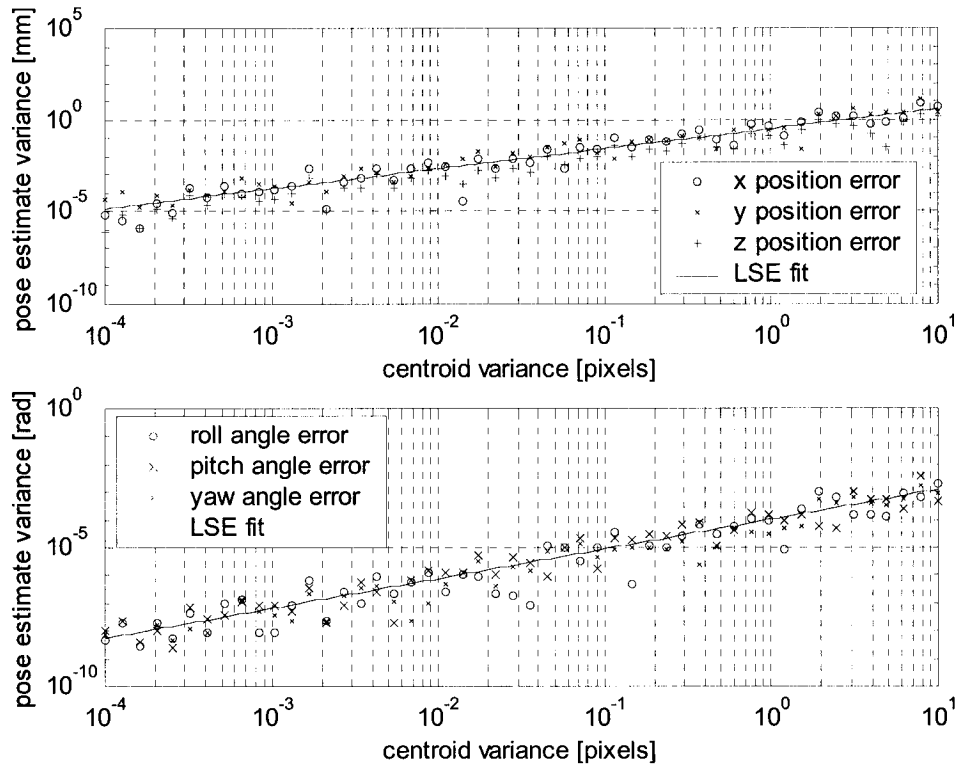 pose estimate variance [mm]
10^5
10^0
10^-5
10^-10
x position error
y position error
z position error
LSE fit
10^-4
10^-3
10^-2
10^-1
10^0
10^1
centroid variance [pixels]
pose estimate variance [rad]
10^0
10^-5
10^-10
roll angle error
pitch angle error
yaw angle error
LSE fit
10^-4
10^-3
10^-2
10^-1
10^0
10^1
centroid variance [pixels]